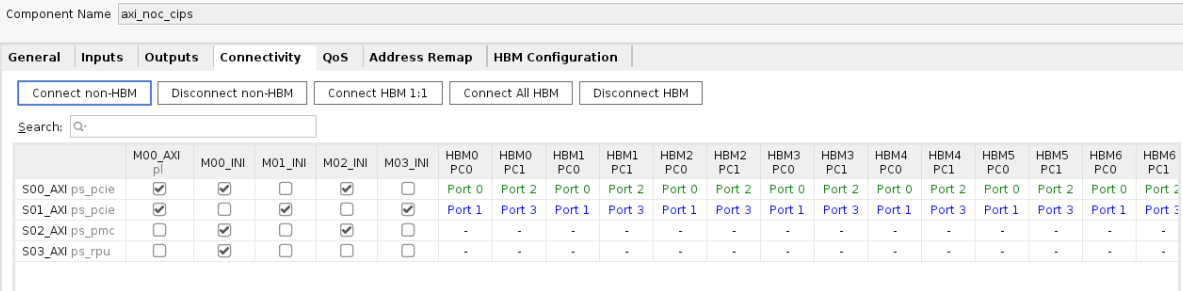 Component Name axi_noc_cips
General Inputs Outputs Connectivity QoS Address Remap HBM Configuration
Connect non-HBM Disconnect non-HBM Connect HBM 1:1 Connect All HBM Disconnect HBM
Search:
M00_AXI pl M00_INI M01_INI M02_INI M03_INI HBM0 PC0 HBM0 PC1 HBM1 PC0 HBM1 PC1 HBM2 PC0 HBM2 PC1 HBM3 PC0 HBM3 PC1 HBM4 PC0 HBM4 PC1 HBM5 PC0 HBM5 PC1 HBM6 PC0 HBM6 PC1
S00_AXI ps_pcie Port 0 Port 2 Port 0 Port 2 Port 0 Port 2 Port 0 Port 2 Port 0 Port 2 Port 0 Port 2 Port 0 Port 2
S01_AXI ps_pcie Port 1 Port 3 Port 1 Port 3 Port 1 Port 3 Port 1 Port 3 Port 1 Port 3 Port 1 Port 3 Port 1 Port 3
S02_AXI ps_pmc - - - - - - - - - - - - - -
S03_AXI ps_rpu - - - - - - - - - - - - - -